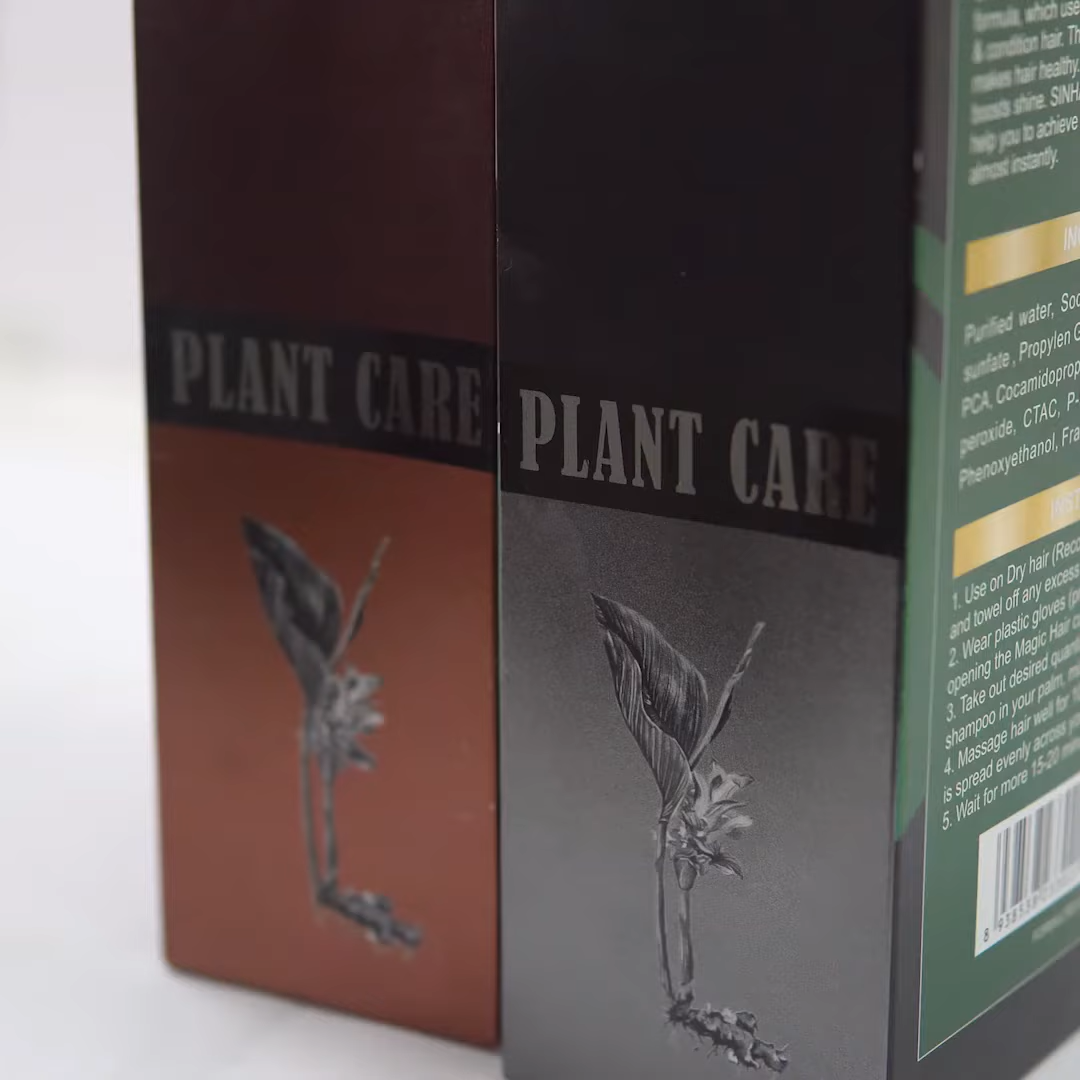 PLANT CARE
PLANT CARE
formula, which use
& condition hair. Th
makes hair healthy,
boosts shine. SINH
help you to achieve
almost instantly.
Purified water, Sod
sunfate, Propylen G
PCA, Cocamidoprop
peroxide, CTAC, P-
Phenoxyethanol, Fra
INST
1. Use on Dry hair (Reco
and towel off any excess
2. Wear plastic gloves (p
opening the Magic Hair c
3. Take out desired quant
shampoo in your palm, m
4. Massage hair well for 1
is spread evenly across yo
5. Wait for more 15-20 min